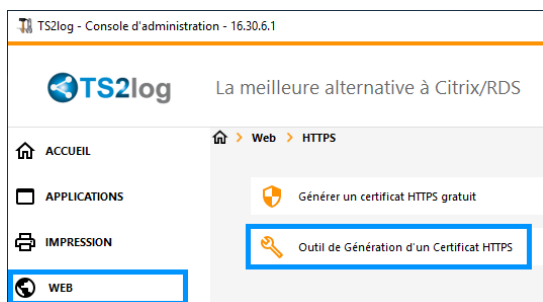 TS2log - Console d'administration - 16.30.6.1
TS2log
La meilleure alternative à Citrix/RDS
Web > HTTPS
ACCUEIL
APPLICATIONS
Générer un certificat HTTPS gratuit
IMPRESSION
Outil de Génération d'un Certificat HTTPS
WEB